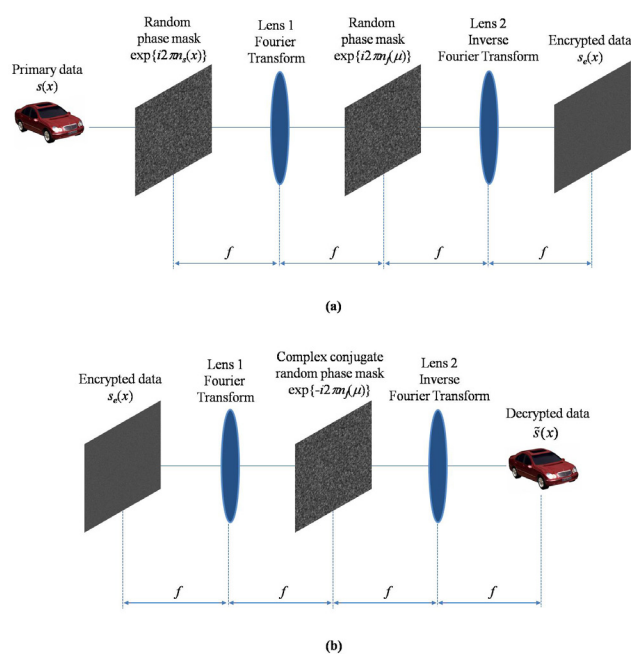 Primary data
s(x)
Random
phase mask
exp{i2πnₛ(x)}
Lens 1
Fourier
Transform
Random
phase mask
exp{i2πn_f(μ)}
Lens 2
Inverse
Fourier Transform
Encrypted data
sₑ(x)
f
f
f
f
(a)
Encrypted data
sₑ(x)
Lens 1
Fourier
Transform
Complex conjugate
random phase mask
exp{-i2πn_f(μ)}
Lens 2
Inverse
Fourier Transform
Decrypted data
s̃(x)
f
f
f
f
(b)